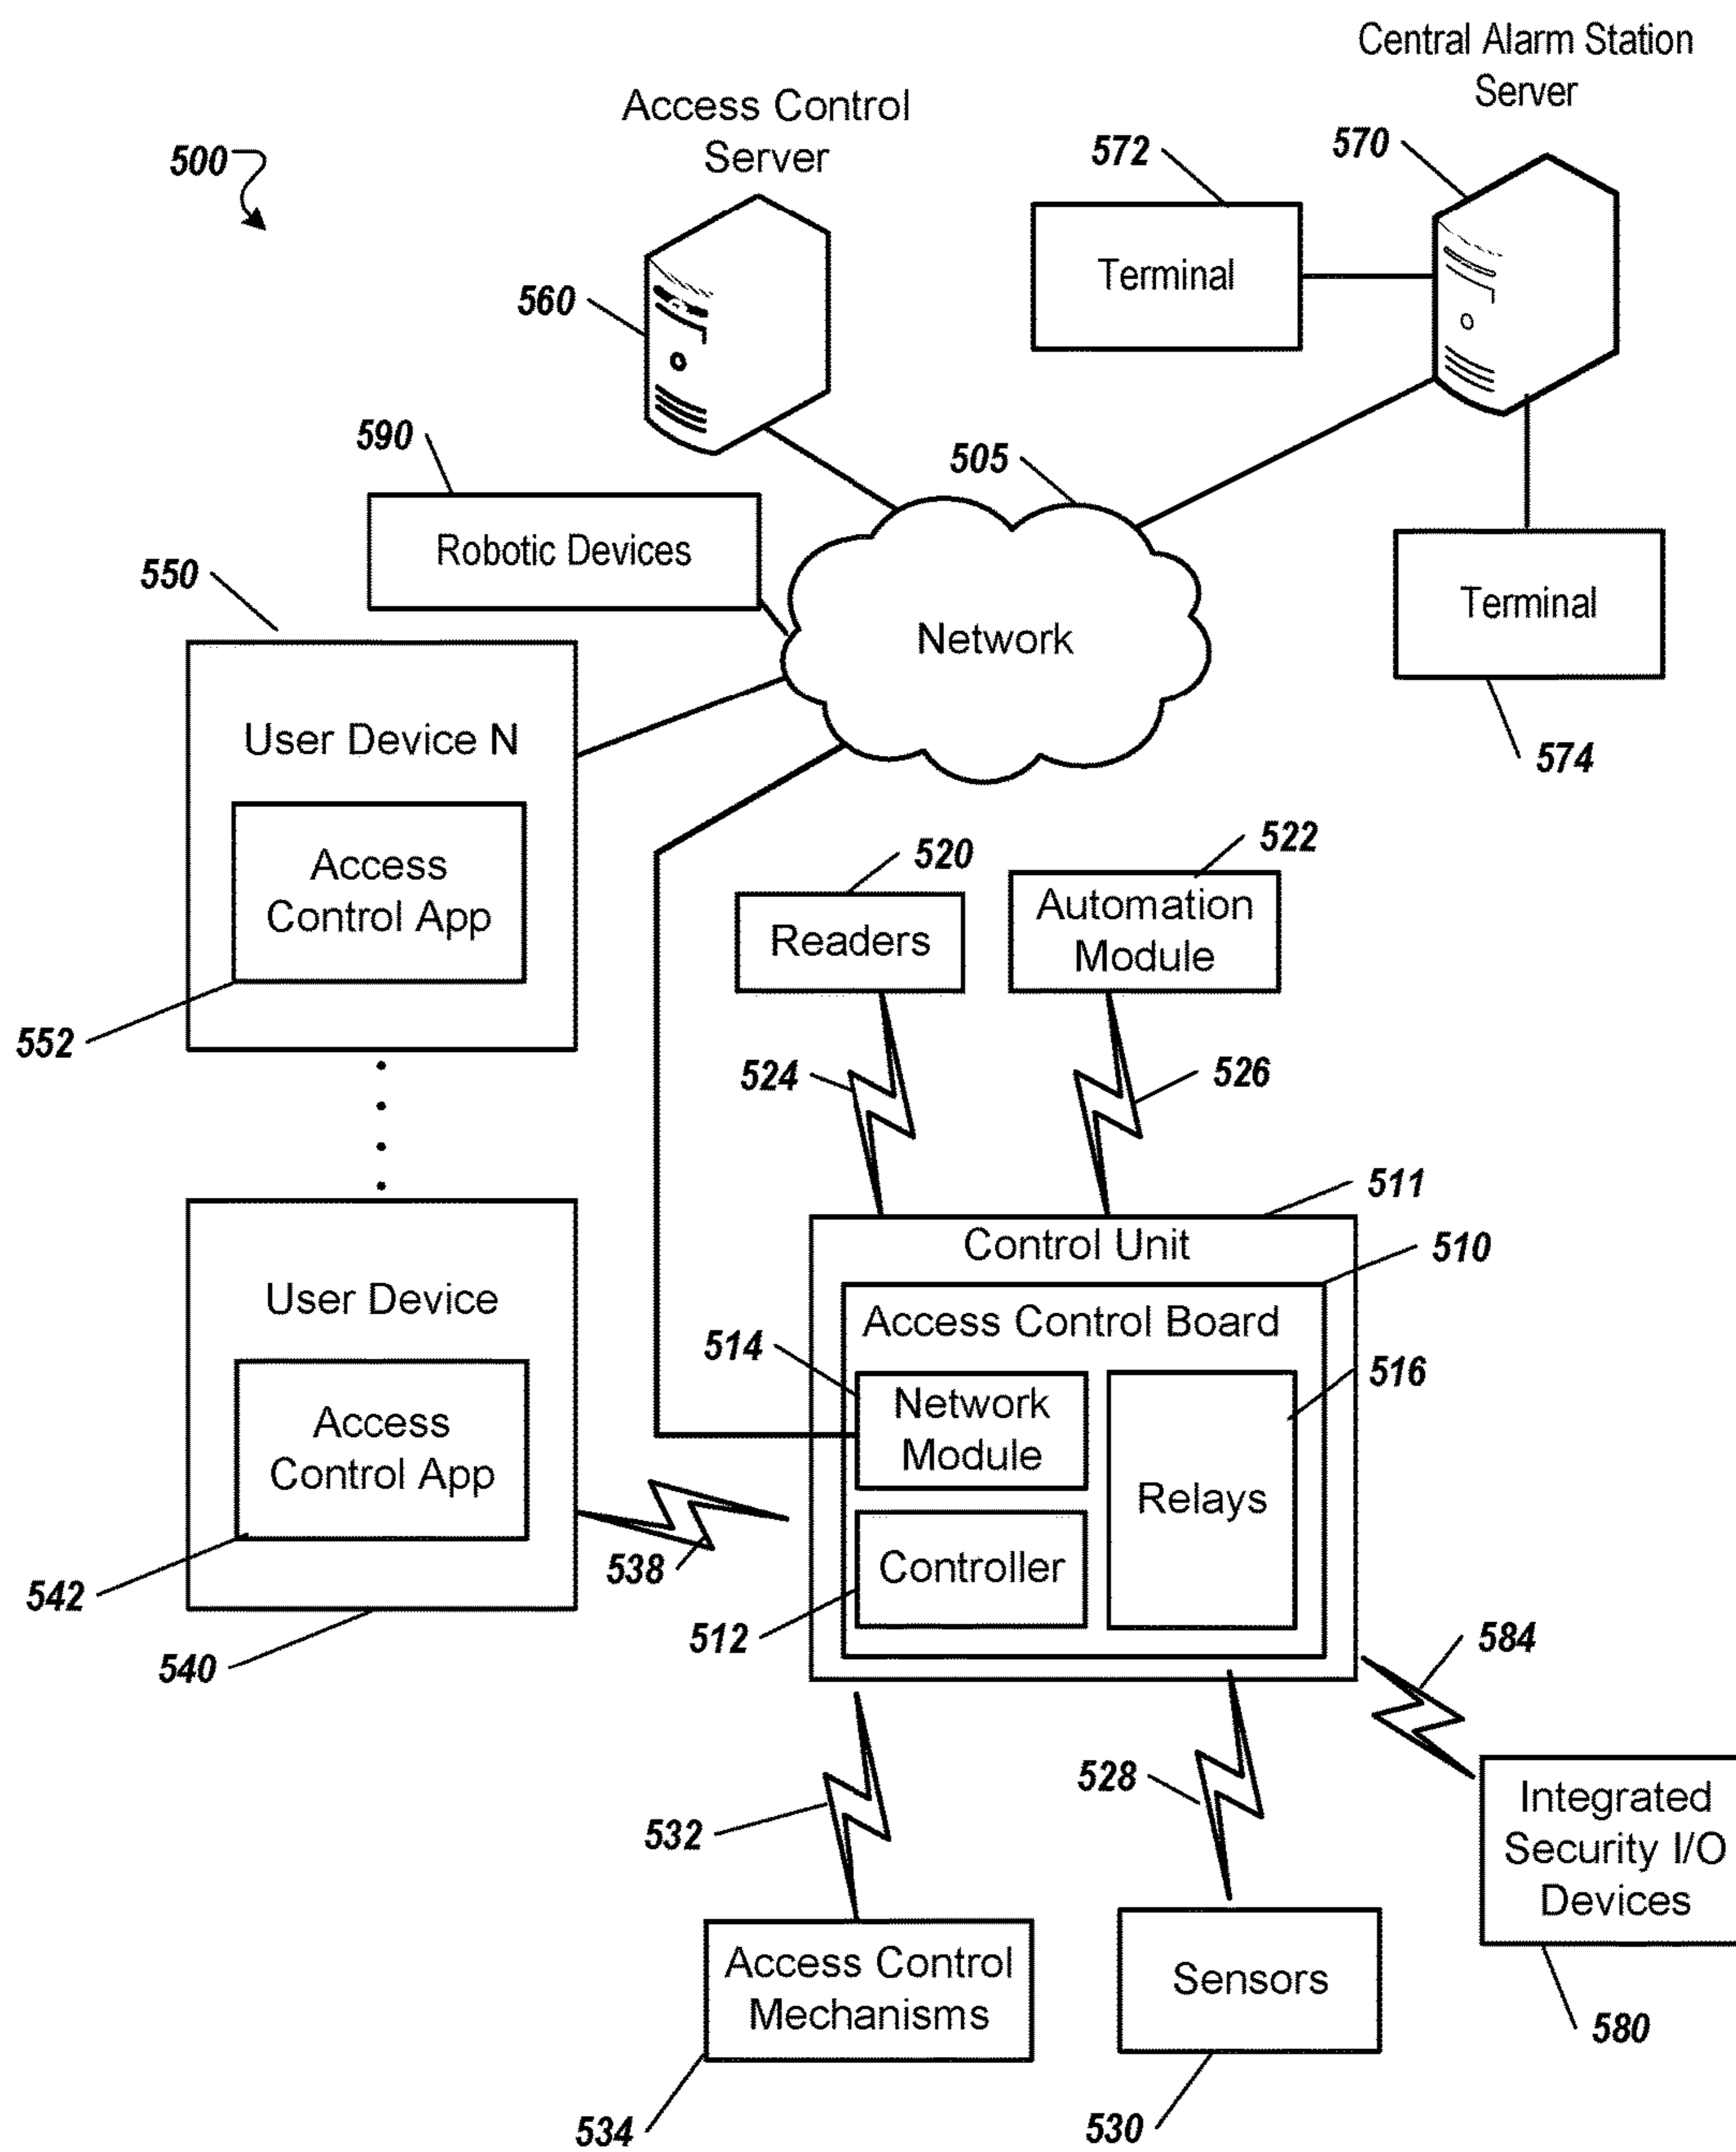 Central Alarm Station
Server
Access Control
Server
500
572
570
Terminal
560
590
505
Robotic Devices
550
Terminal
Network
User Device N
574
520
522
Access
Control App
Readers
Automation
Module
552
524
526
511
Control Unit
510
User Device
Access Control Board
514
516
Access
Control App
Network
Module
Relays
538
Controller
542
512
540
584
528
532
Integrated
Security I/O
Devices
Access Control
Mechanisms
Sensors
580
534
530